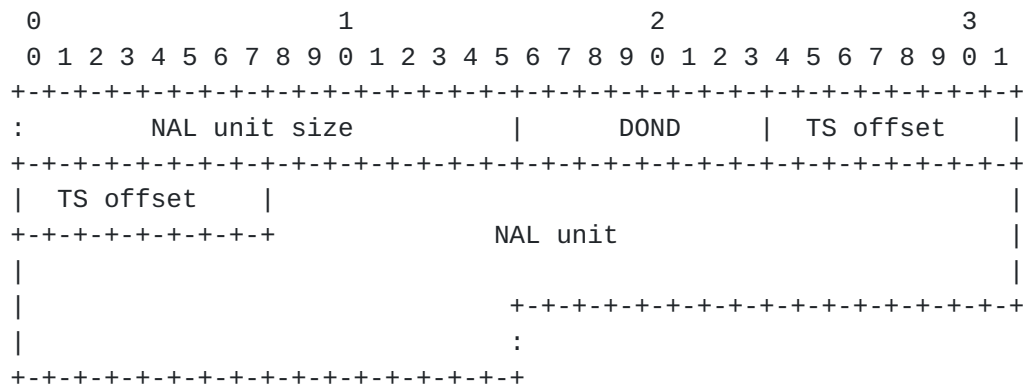 0                   1                   2                   3
 0 1 2 3 4 5 6 7 8 9 0 1 2 3 4 5 6 7 8 9 0 1 2 3 4 5 6 7 8 9 0 1
+-+-+-+-+-+-+-+-+-+-+-+-+-+-+-+-+-+-+-+-+-+-+-+-+-+-+-+-+-+-+-+-+
:        NAL unit size          |      DOND     |  TS offset    |
+-+-+-+-+-+-+-+-+-+-+-+-+-+-+-+-+-+-+-+-+-+-+-+-+-+-+-+-+-+-+-+-+
|  TS offset    |                                               |
+-+-+-+-+-+-+-+-+              NAL unit                         |
|                                                               |
|                               +-+-+-+-+-+-+-+-+-+-+-+-+-+-+-+-+
|                               :
+-+-+-+-+-+-+-+-+-+-+-+-+-+-+-+-+